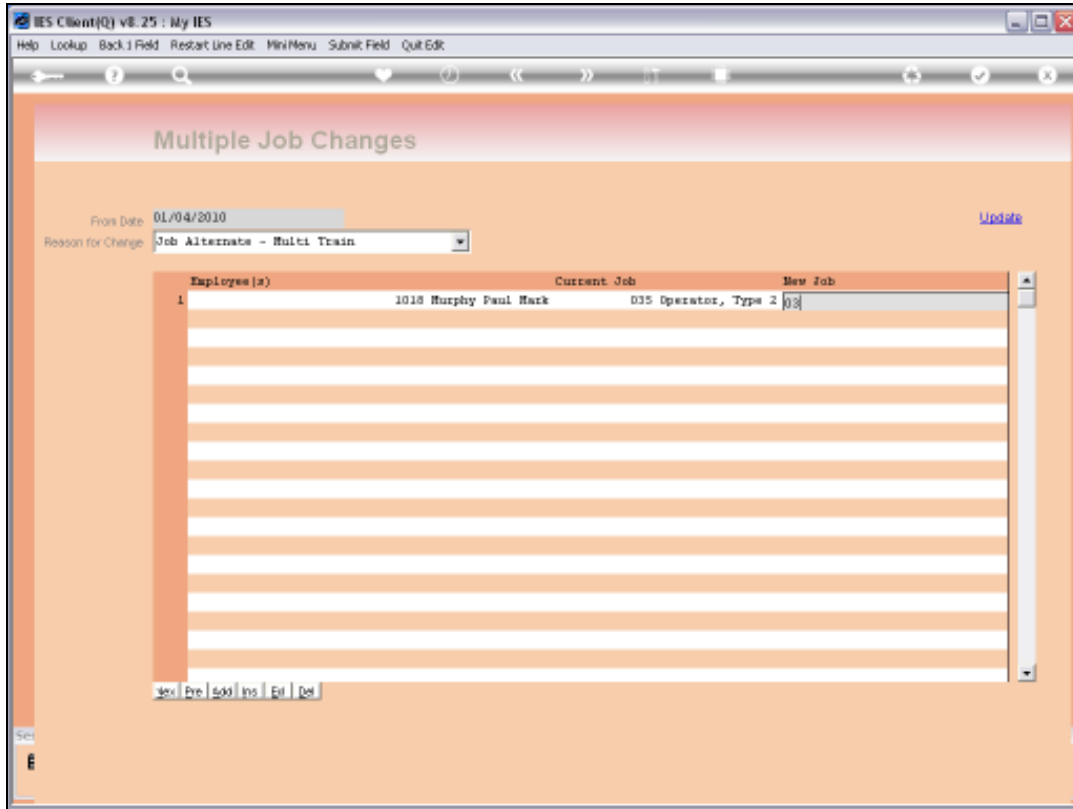 IES Client(Q) v8.25 : My IES
Help Lookup Back 1 Field Restart Line Edit MiniMenu Submit Field Quit Edit
Multiple Job Changes
From Date 01/04/2010 Update
Reason for Change Job Alternate - Multi Train
Employee(s) Current Job New Job
1 1018 Murphy Paul Mark 035 Operator, Type 2 03
Nex Pre Add Ins Del